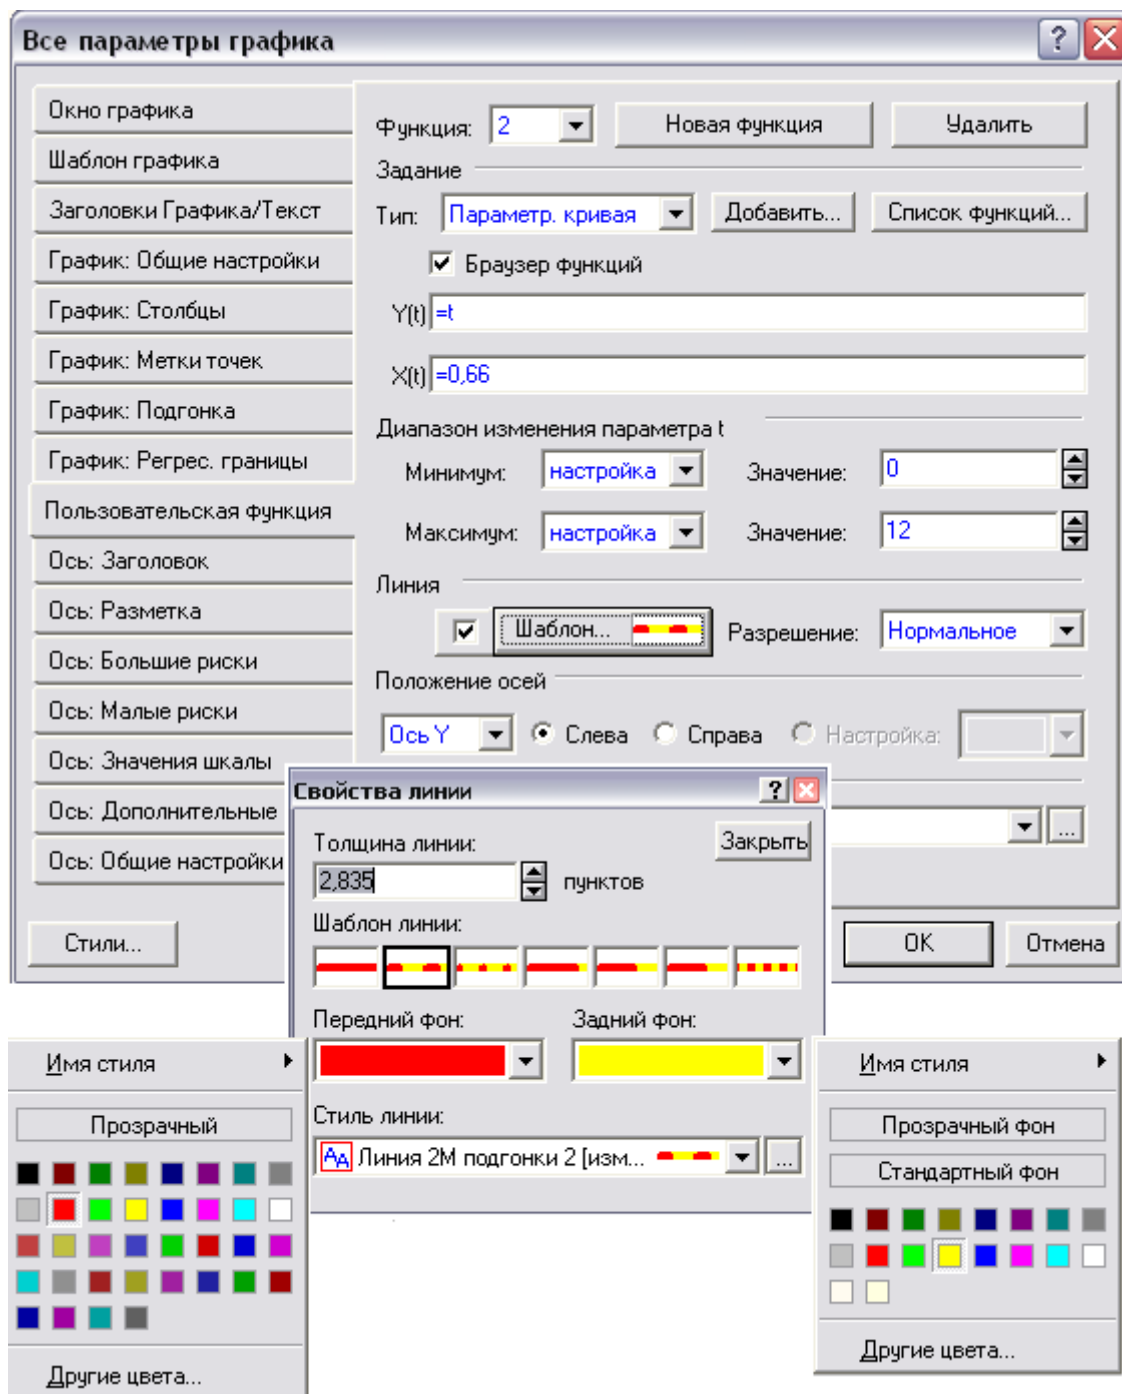 Все параметры графика
Окно графика
Шаблон графика
Заголовки Графика/Текст
График: Общие настройки
График: Столбцы
График: Метки точек
График: Подгонка
График: Регрес. границы
Пользовательская функция
Ось: Заголовок
Ось: Разметка
Ось: Большие риски
Ось: Малые риски
Ось: Значения шкалы
Ось: Дополнительные
Ось: Общие настройки
Функция: 2 Новая функция Удалить
Задание
Тип: Параметр. кривая Добавить... Список функций...
Браузер функций
Y(t) =t
X(t) =0,66
Диапазон изменения параметра t
Минимум: настройка Значение: 0
Максимум: настройка Значение: 12
Линия
Шаблон... Разрешение: Нормальное
Положение осей
Ось Y Слева Справа Настройка:
...
Стили... OK Отмена
Свойства линии
Толщина линии: Закрыть
2,835 пунктов
Шаблон линии:
Передний фон: Задний фон:
Стиль линии:
Линия 2М подгонки 2 [изм... ...
Имя стиля
Прозрачный
Другие цвета...
Имя стиля
Прозрачный фон
Стандартный фон
Другие цвета...